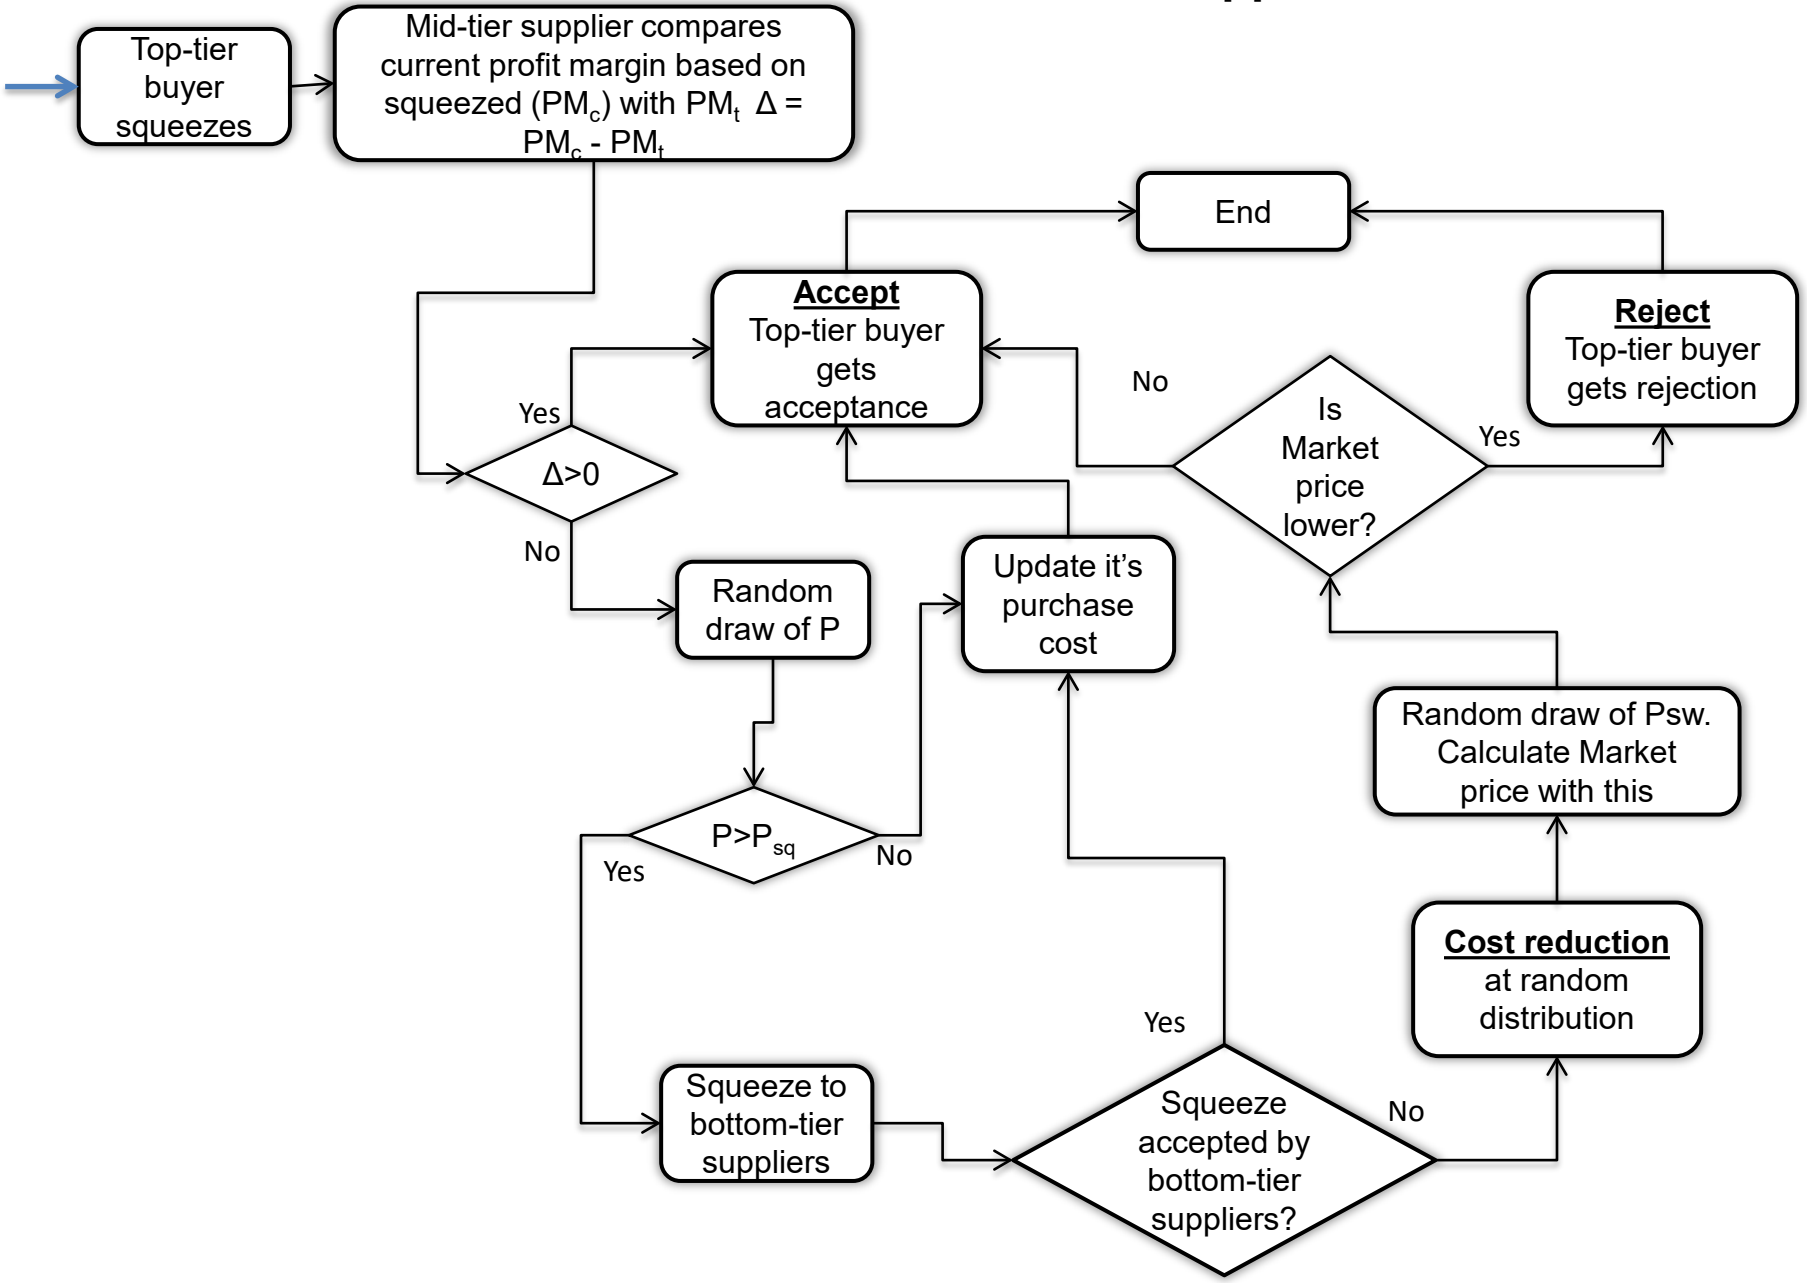 Top-tier
buyer
squeezes
Mid-tier supplier compares
current profit margin based on
squeezed (PMc) with PMt Δ =
PMc - PMt
End
Accept
Top-tier buyer
gets
acceptance
Reject
Top-tier buyer
gets rejection
No
Is
Market
price
lower?
Yes
Yes
Δ>0
No
Random
draw of P
Update it’s
purchase
cost
Random draw of Psw.
Calculate Market
price with this
P>Psq
Yes
No
Cost reduction
at random
distribution
Yes
Squeeze to
bottom-tier
suppliers
Squeeze
accepted by
bottom-tier
suppliers?
No